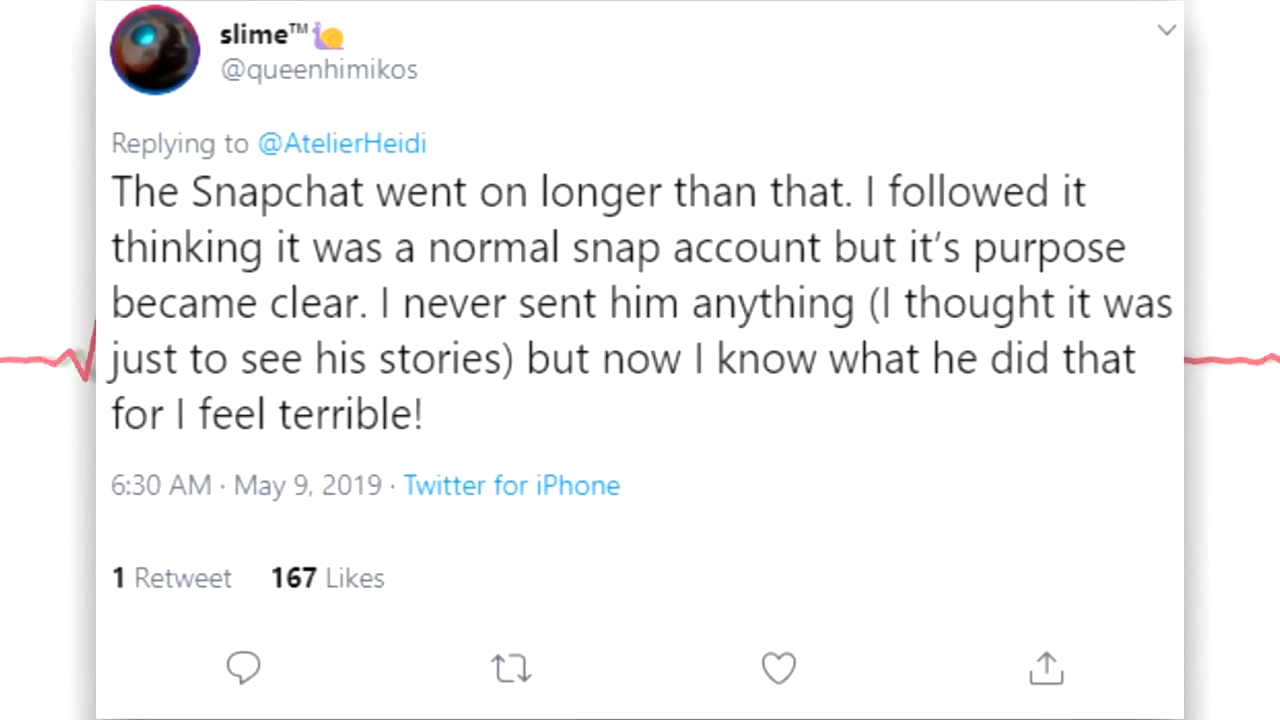 slime™🐌
@queenhimikos
Replying to @AtelierHeidi
The Snapchat went on longer than that. I followed it
thinking it was a normal snap account but it’s purpose
became clear. I never sent him anything (I thought it was
just to see his stories) but now I know what he did that
for I feel terrible!
6:30 AM · May 9, 2019 · Twitter for iPhone
1 Retweet 167 Likes